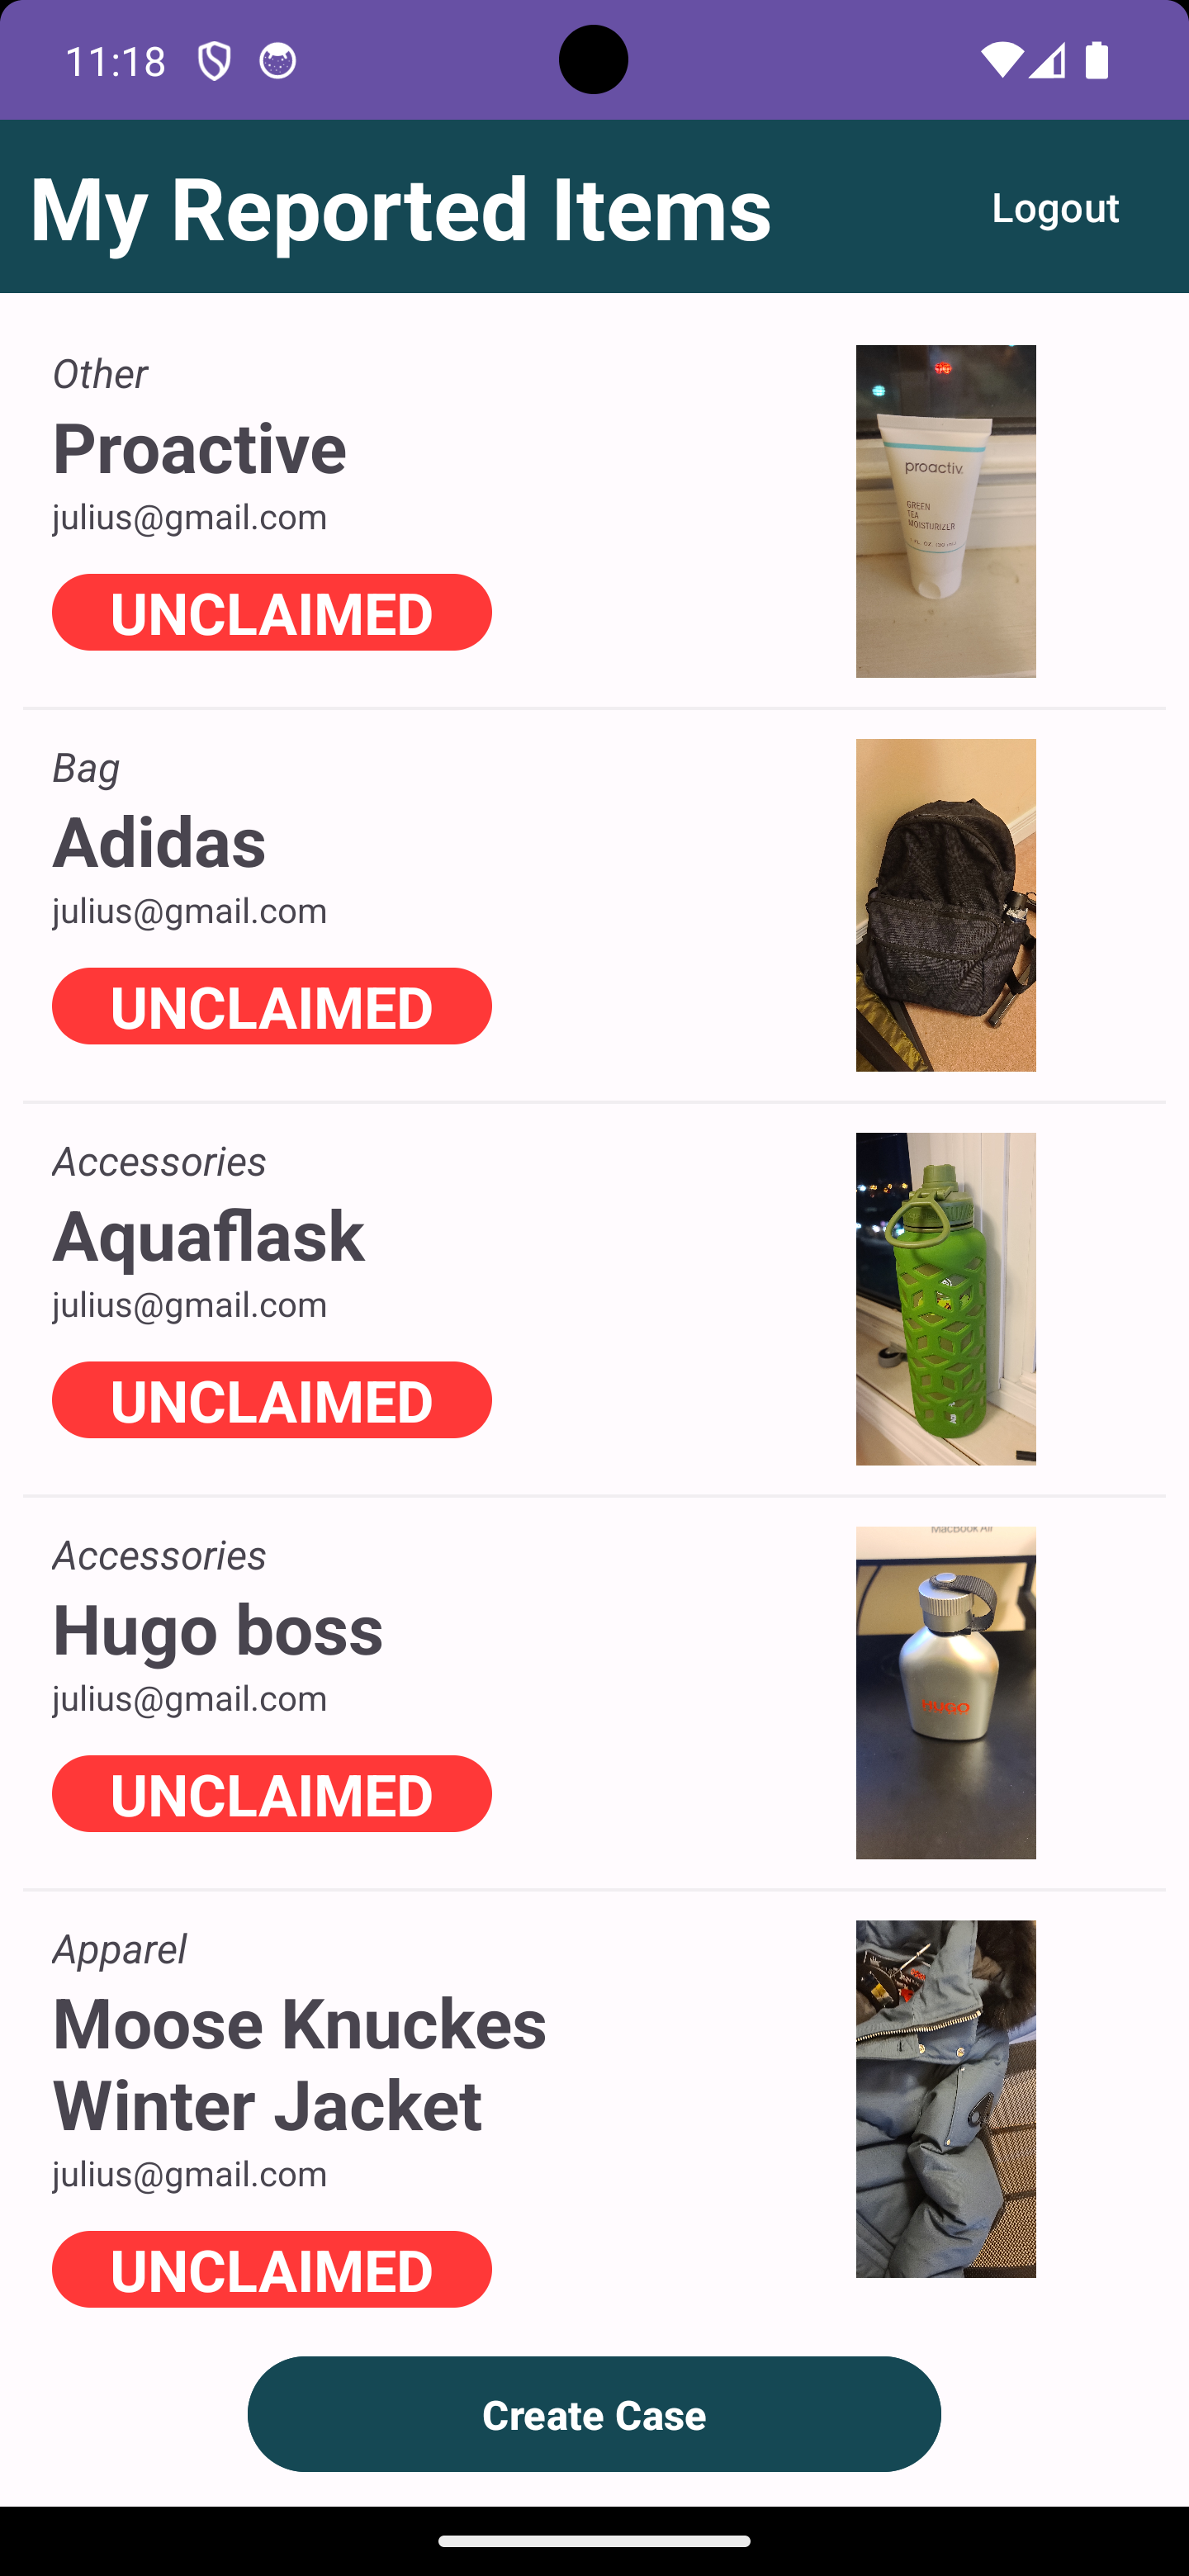 11:18
My Reported Items
Logout
Other
Proactive
julius@gmail.com
UNCLAIMED
proactiv.
GREEN
TEA
MOISTURIZER
Bag
Adidas
julius@gmail.com
UNCLAIMED
Accessories
Aquaflask
julius@gmail.com
UNCLAIMED
Accessories
Hugo boss
julius@gmail.com
UNCLAIMED
MacBook Air
HUGO
Apparel
Moose Knuckes
Winter Jacket
julius@gmail.com
UNCLAIMED
Create Case